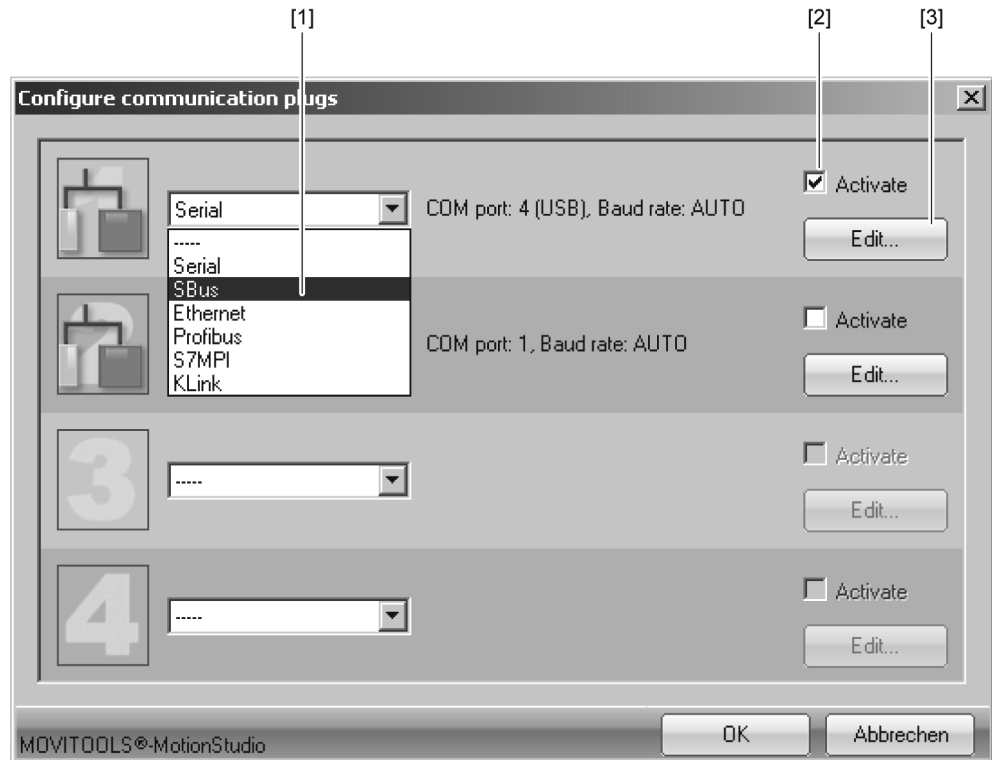 [1] [2] [3]
Configure communication plugs
Activate
Serial
COM port: 4 (USB), Baud rate: AUTO
Edit...
-----
Serial
SBus
Ethernet
Profibus
S7MPI
KLink
Activate
COM port: 1, Baud rate: AUTO
Edit...
3
Activate
-----
Edit...
4
Activate
-----
Edit...
MOVITOOLS®-MotionStudio
OK
Abbrechen